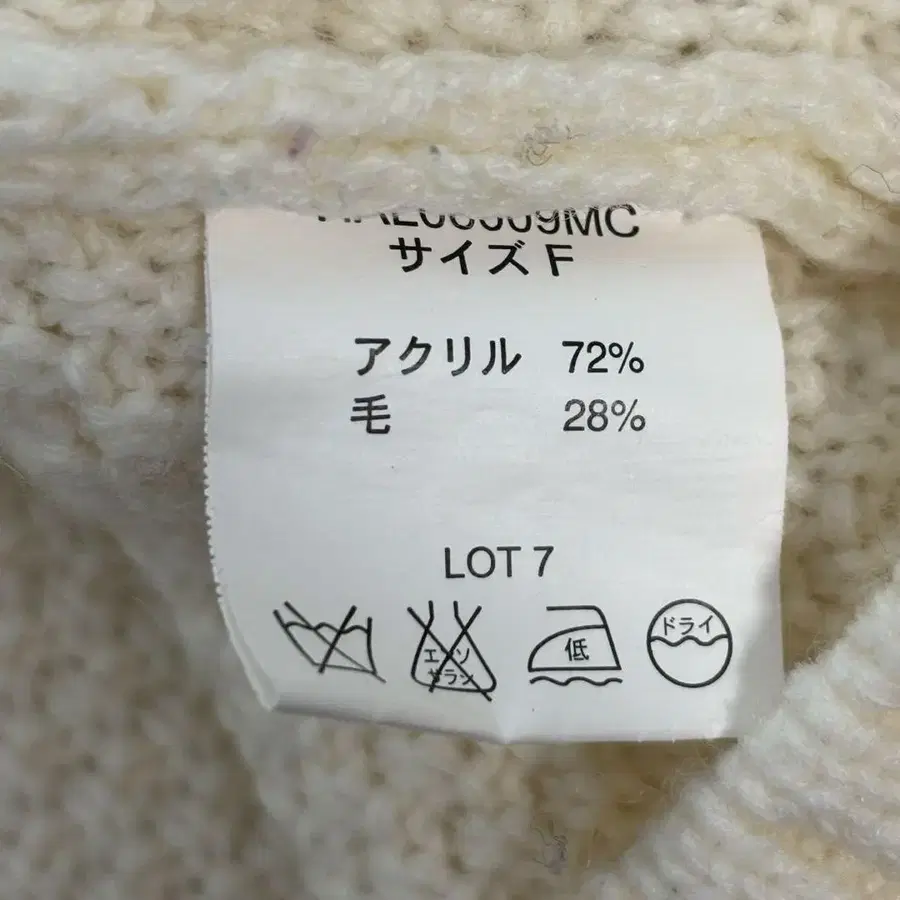 サイズ F
アクリル 72%
毛 28%
LOT 7
低
ドライ